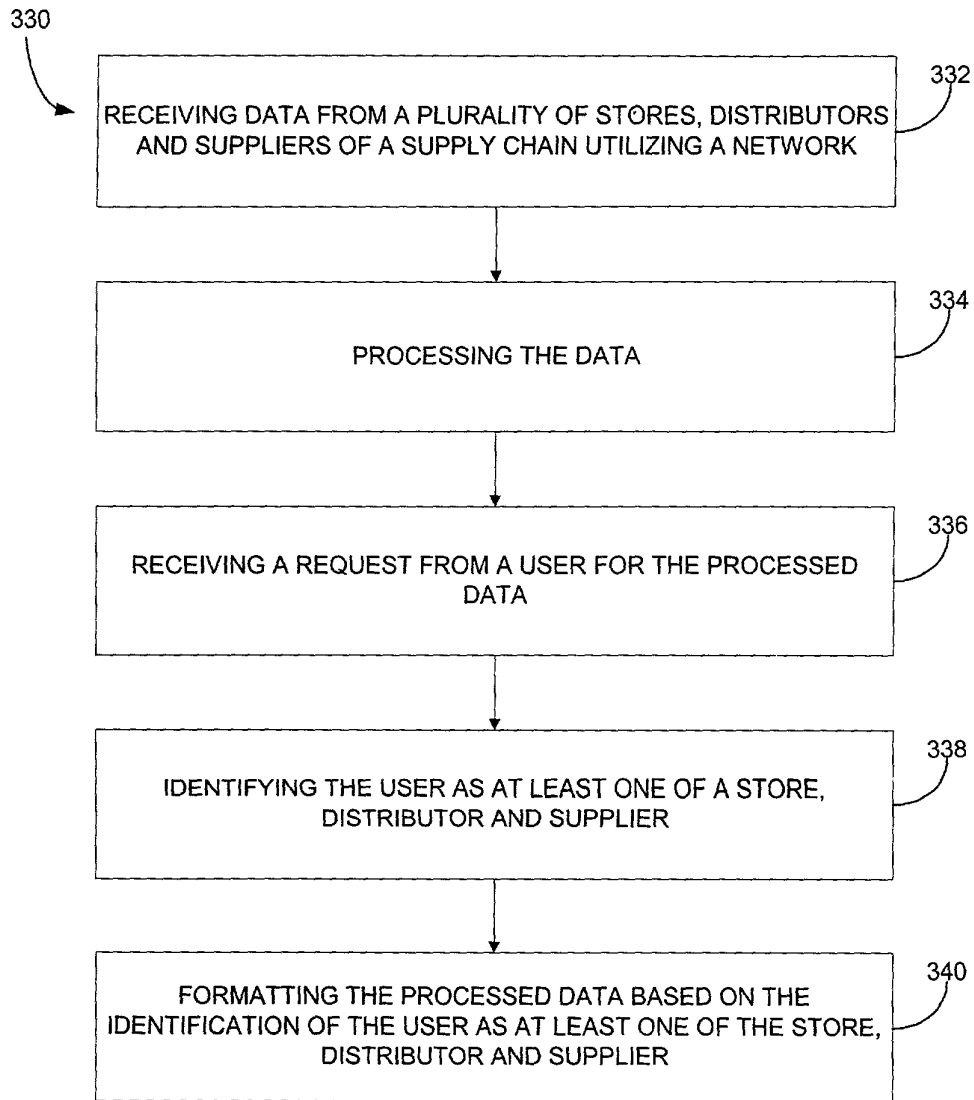 330
332
RECEIVING DATA FROM A PLURALITY OF STORES, DISTRIBUTORS
AND SUPPLIERS OF A SUPPLY CHAIN UTILIZING A NETWORK
334
PROCESSING THE DATA
336
RECEIVING A REQUEST FROM A USER FOR THE PROCESSED
DATA
338
IDENTIFYING THE USER AS AT LEAST ONE OF A STORE,
DISTRIBUTOR AND SUPPLIER
340
FORMATTING THE PROCESSED DATA BASED ON THE
IDENTIFICATION OF THE USER AS AT LEAST ONE OF THE STORE,
DISTRIBUTOR AND SUPPLIER